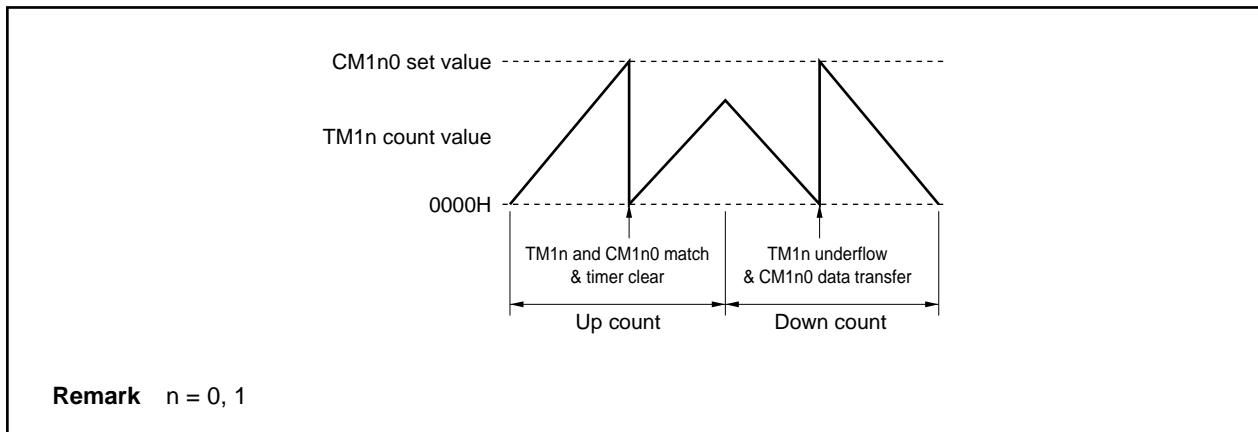 CM1n0 set value
TM1n count value
0000H
TM1n and CM1n0 match
& timer clear
TM1n underflow
& CM1n0 data transfer
Up count
Down count
Remark n = 0, 1